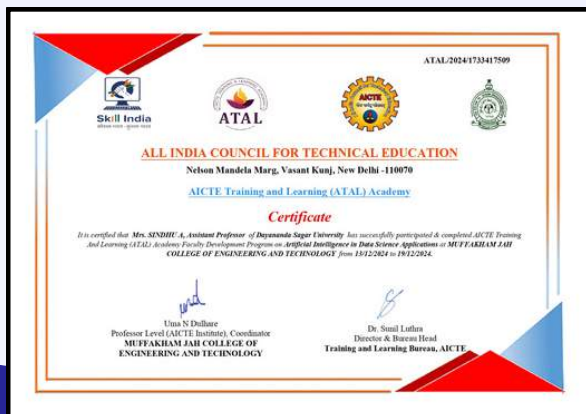 ATAL/2024/1733417509
Skill India
ATAL
AICTE
ALL INDIA COUNCIL FOR TECHNICAL EDUCATION
Nelson Mandela Marg, Vasant Kunj, New Delhi -110070
AICTE Training and Learning (ATAL) Academy
Certificate
It is certified that Mrs. SINDHU A, Assistant Professor of Dayananda Sagar University has successfully participated & completed AICTE Training
And Learning (ATAL) Academy Faculty Development Program on Artificial Intelligence in Data Science Applications at MUFFAKHAM JAH
COLLEGE OF ENGINEERING AND TECHNOLOGY from 13/12/2024 to 19/12/2024.
Uma N Dulhare
Professor Level (AICTE Institute), Coordinator
MUFFAKHAM JAH COLLEGE OF
ENGINEERING AND TECHNOLOGY
Dr. Sunil Luthra
Director & Bureau Head
Training and Learning Bureau, AICTE